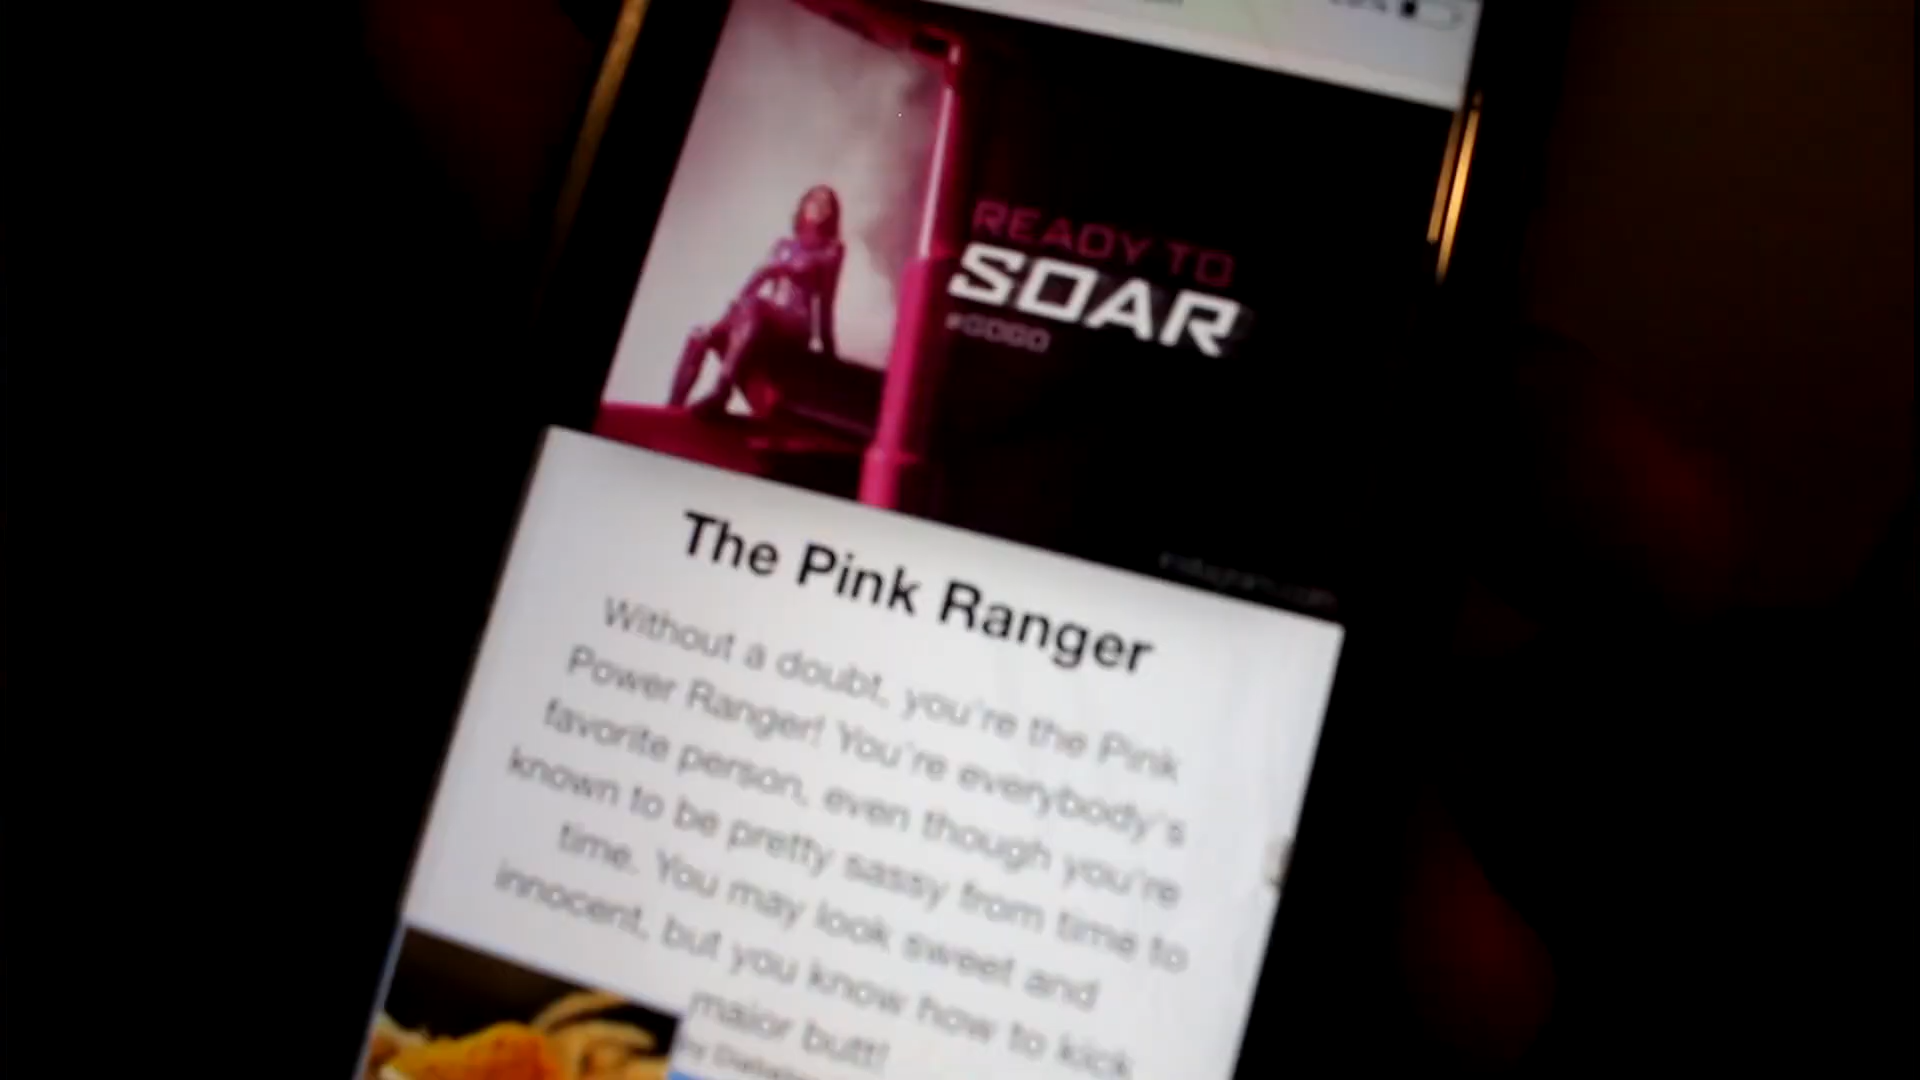 READY TO
SOAR
#GOGO
The Pink Ranger
Without a doubt, you're the Pink
Power Ranger! You're everybody's
favorite person, even though you're
known to be pretty sassy from time to
time. You may look sweet and
innocent, but you know how to kick
major butt!